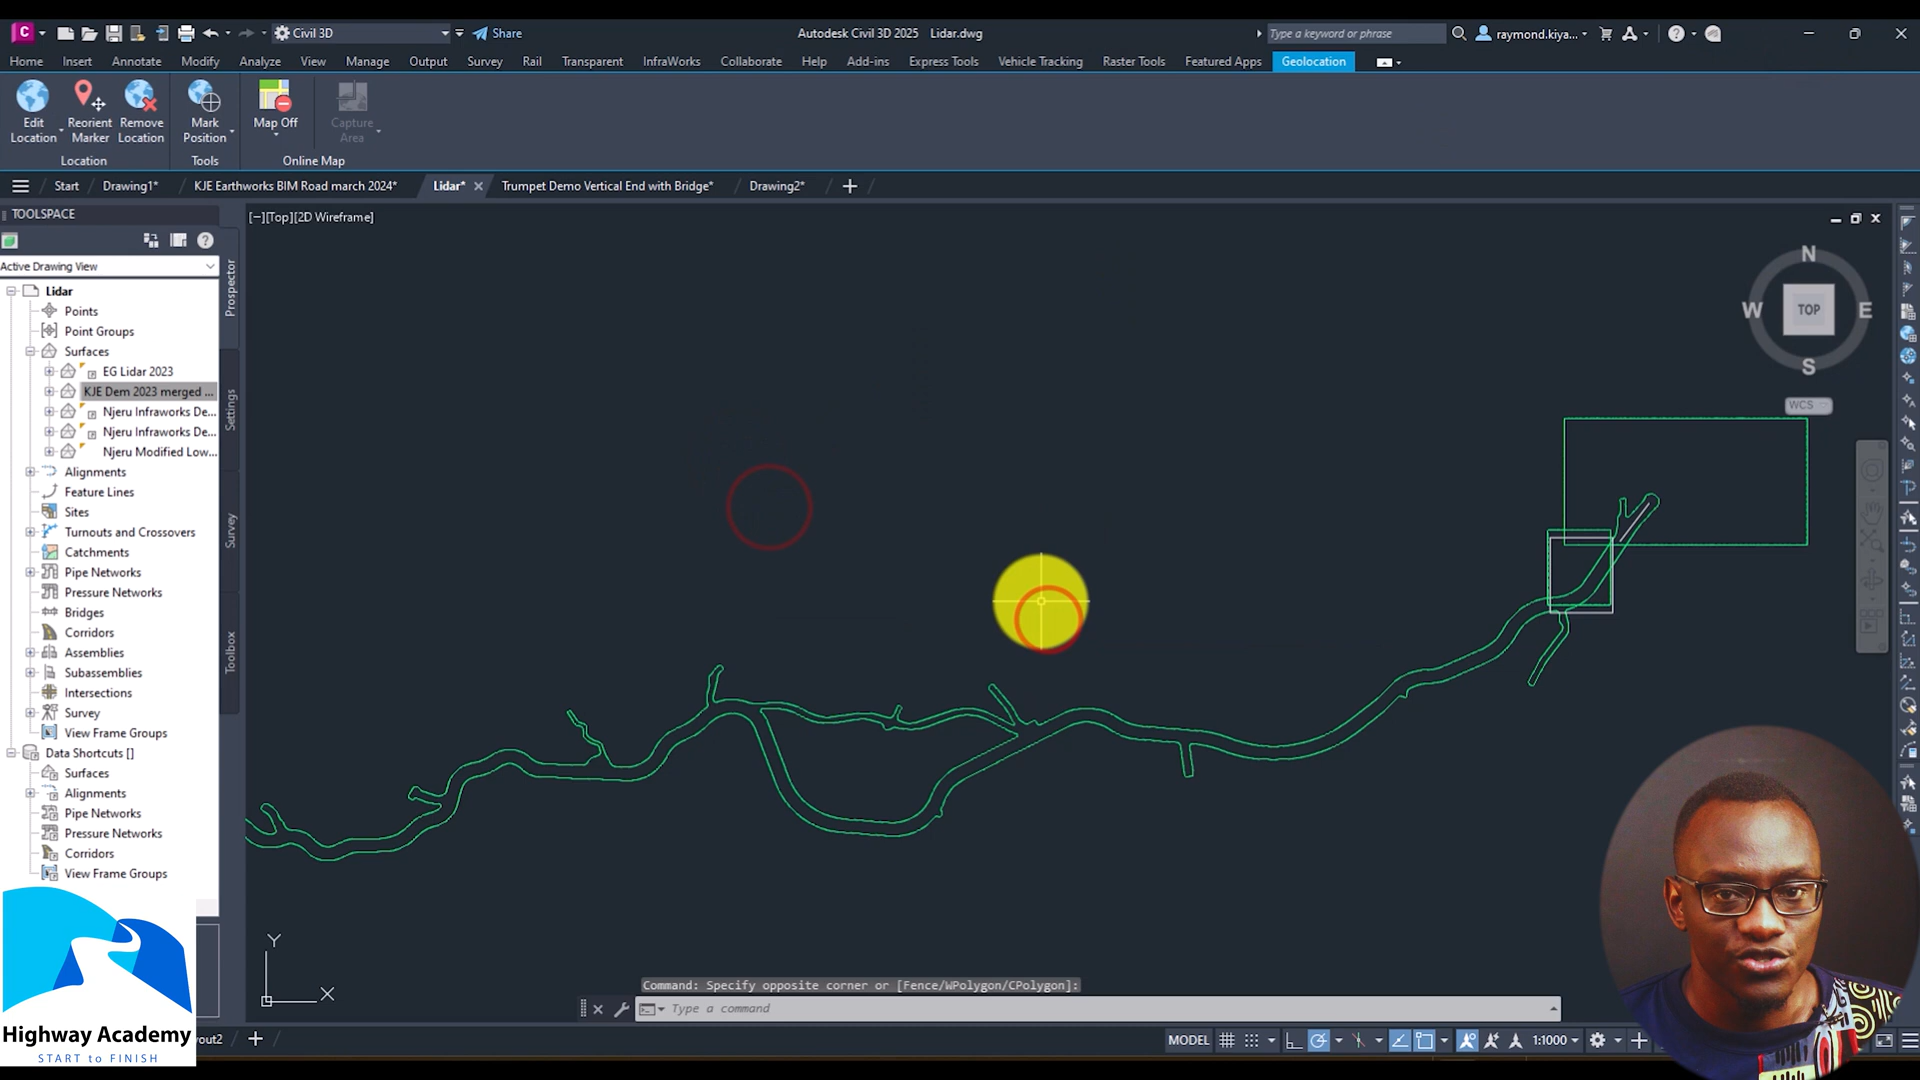 C
Civil 3D
Share
Autodesk Civil 3D 2025 Lidar.dwg
Type a keyword or phrase
raymond.kiya...
Home Insert Annotate Modify Analyze View Manage Output Survey Rail Transparent InfraWorks Collaborate Help Add-ins Express Tools Vehicle Tracking Raster Tools Featured Apps Geolocation
Edit Location
Reorient Marker
Remove Location
Mark Position
Map Off
Capture Area
Location
Tools
Online Map
Start
Drawing1*
KJE Earthworks BIM Road march 2024*
Lidar*
Trumpet Demo Vertical End with Bridge*
Drawing2*
TOOLSPACE
[−][Top][2D Wireframe]
Active Drawing View
Prospector
Settings
Survey
Toolbox
Lidar
Points
Point Groups
Surfaces
EG Lidar 2023
KJE Dem 2023 merged ...
Njeru Infraworks De...
Njeru Infraworks De...
Njeru Modified Low...
Alignments
Feature Lines
Sites
Turnouts and Crossovers
Catchments
Pipe Networks
Pressure Networks
Bridges
Corridors
Assemblies
Subassemblies
Intersections
Survey
View Frame Groups
Data Shortcuts []
Surfaces
Alignments
Pipe Networks
Pressure Networks
Corridors
View Frame Groups
N
W
TOP
E
S
WCS
Y
X
Command: Specify opposite corner or [Fence/WPolygon/CPolygon]:
Type a command
Highway Academy
START to FINISH
yout2
MODEL
1:1000